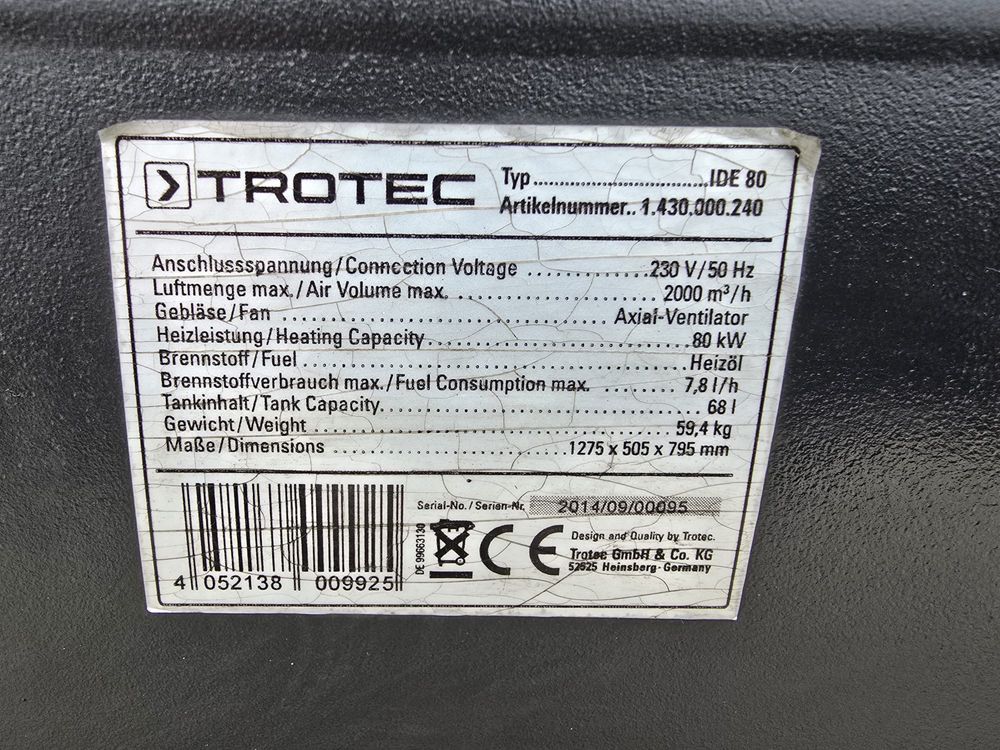 TROTEC
Typ..............................IDE 80
Artikelnummer.. 1.430.000.240
Anschlussspannung/Connection Voltage ................230 V/50 Hz
Luftmenge max./Air Volume max. ........................... 2000 m³/h
Gebläse/Fan ............................................ Axial-Ventilator
Heizleistung/Heating Capacity .................................. 80 kW
Brennstoff/Fuel ....................................................Heizöl
Brennstoffverbrauch max./Fuel Consumption max. ......... 7,8 l/h
Tankinhalt/Tank Capacity........................................ 68 l
Gewicht/Weight ...............................................59,4 kg
Maße/Dimensions ..............................1275 x 505 x 795 mm
Serial-No./Serien-Nr. 2014/09/00095
DE 99663130
CE
Design and Quality by Trotec.
Trotec GmbH & Co. KG
52525 Heinsberg - Germany
4 052138 009925